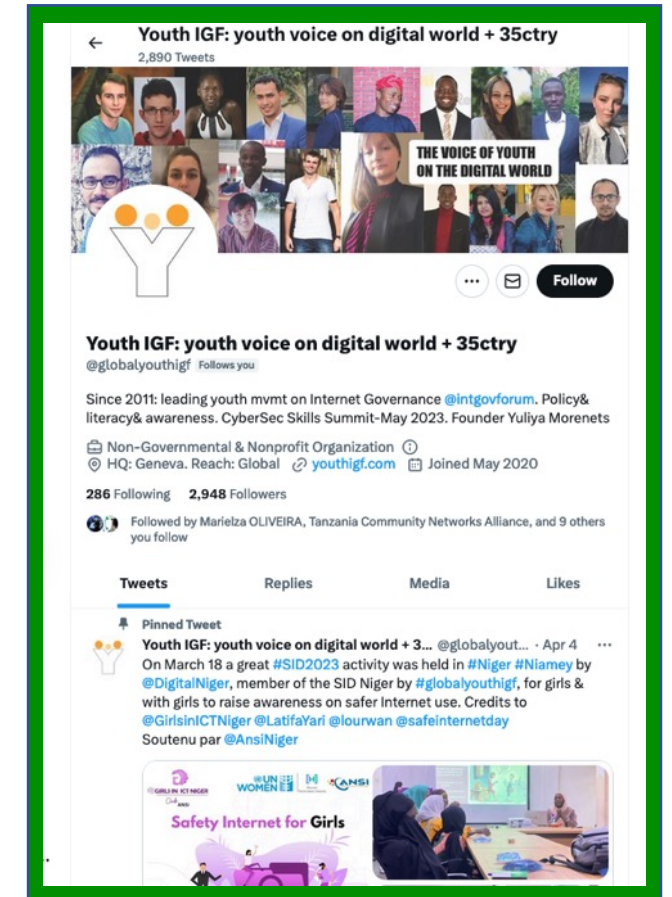 Youth IGF: youth voice on digital world + 35ctry
2,890 Tweets
THE VOICE OF YOUTH
ON THE DIGITAL WORLD
Follow
Youth IGF: youth voice on digital world + 35ctry
@globalyouthigf Follows you
Since 2011: leading youth mvmt on Internet Governance @intgovforum. Policy&
literacy& awareness. CyberSec Skills Summit-May 2023. Founder Yuliya Morenets
Non-Governmental & Nonprofit Organization
HQ: Geneva. Reach: Global youthigf.com Joined May 2020
286 Following 2,948 Followers
Followed by Marielza OLIVEIRA, Tanzania Community Networks Alliance, and 9 others
you follow
Tweets Replies Media Likes
Pinned Tweet
Youth IGF: youth voice on digital world + 3... @globalyout... · Apr 4 ...
On March 18 a great #SID2023 activity was held in #Niger #Niamey by
@DigitalNiger, member of the SID Niger by #globalyouthigf, for girls &
with girls to raise awareness on safer Internet use. Credits to
@GirlsinICTNiger @LatifaYari @lourwan @safeinternetday
Soutenu par @AnsiNiger
GIRLS IN ICT NIGER
Club ANSI
UN WOMEN
ANSI
Safety Internet for Girls